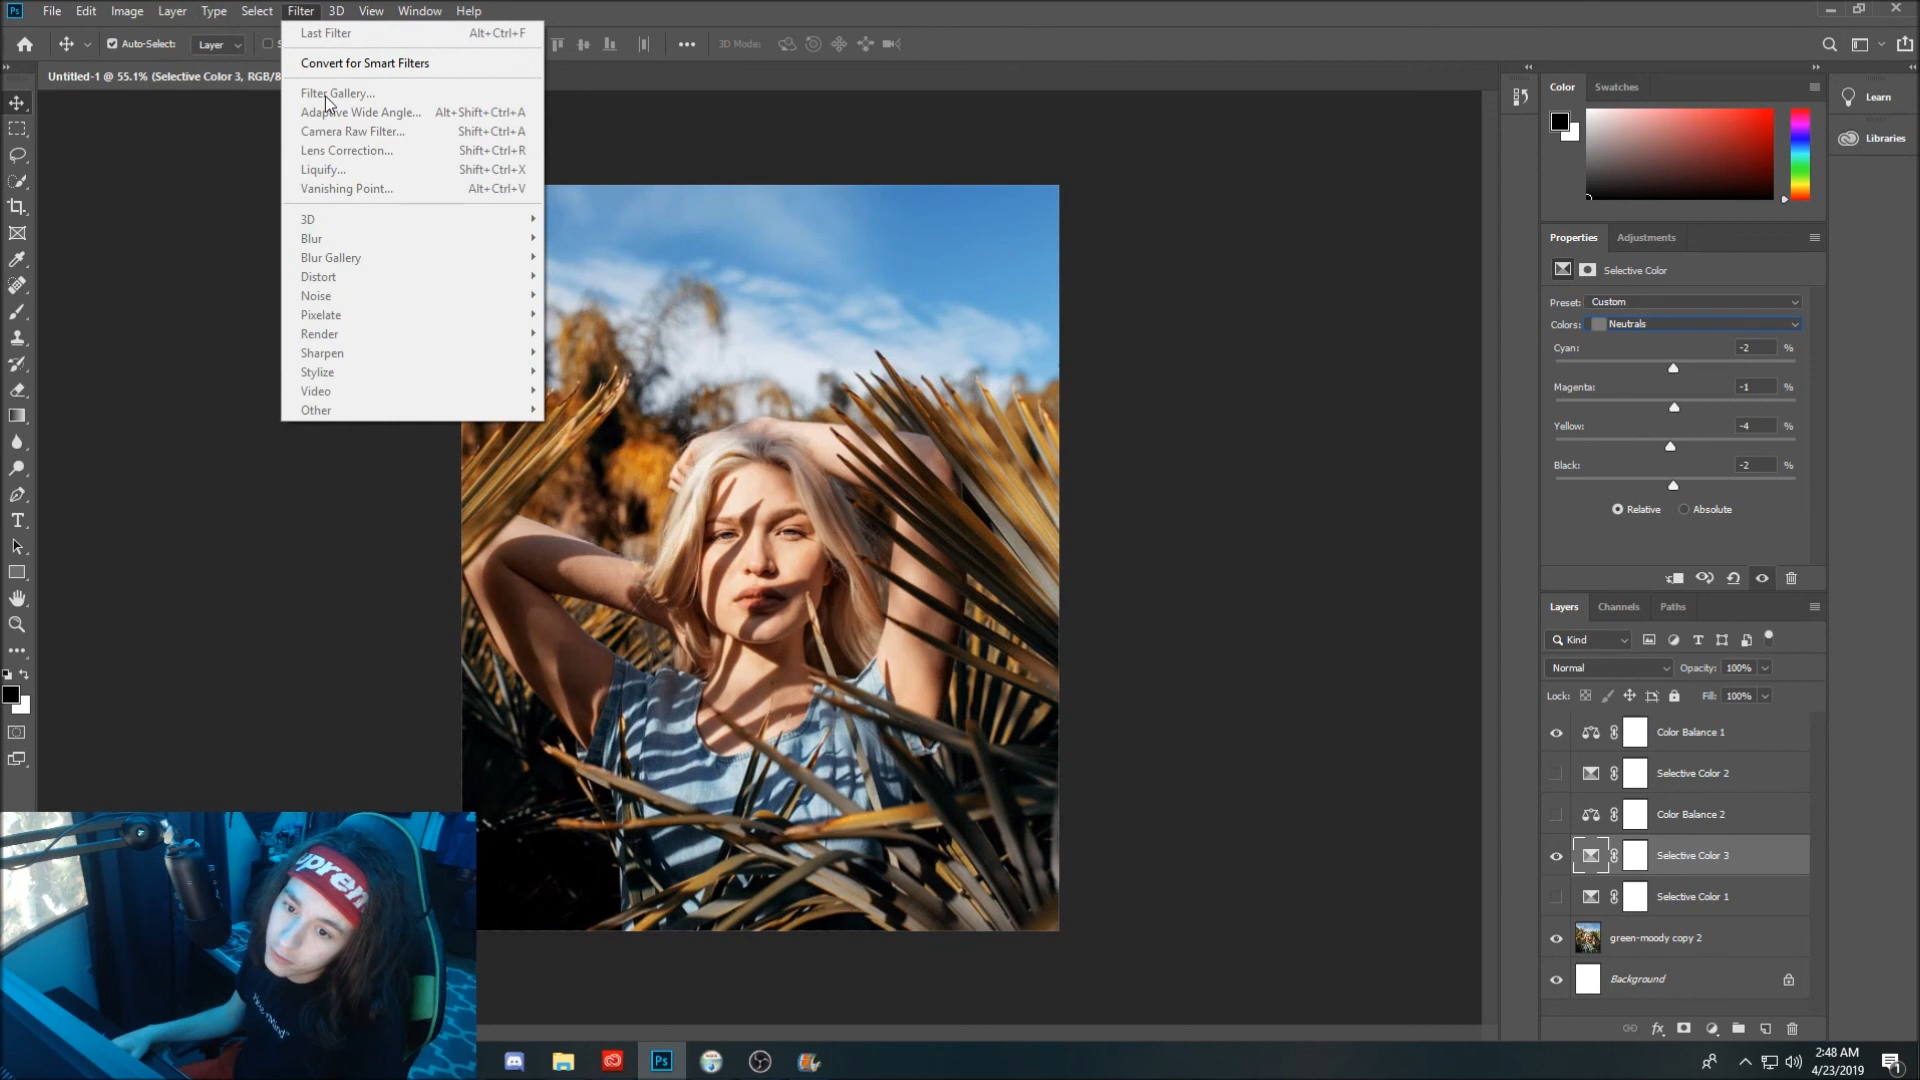 Ps File Edit Image Layer Type Select Filter 3D View Window Help
Auto-Select: Layer 3D Mode:
Untitled-1 @ 55.1% (Selective Color 3, RGB/8
Last Filter Alt+Ctrl+F
Convert for Smart Filters
Filter Gallery...
Adaptive Wide Angle... Alt+Shift+Ctrl+A
Camera Raw Filter... Shift+Ctrl+A
Lens Correction... Shift+Ctrl+R
Liquify... Shift+Ctrl+X
Vanishing Point... Alt+Ctrl+V
3D
Blur
Blur Gallery
Distort
Noise
Pixelate
Render
Sharpen
Stylize
Video
Other
Color Swatches
Learn
Libraries
Properties Adjustments
Selective Color
Preset: Custom
Colors: Neutrals
Cyan: -2 %
Magenta: -1 %
Yellow: -4 %
Black: -2 %
Relative Absolute
Layers Channels Paths
Kind
Normal Opacity: 100%
Lock: Fill: 100%
Color Balance 1
Selective Color 2
Color Balance 2
Selective Color 3
Selective Color 1
green-moody copy 2
Background
fx
Ps
2:48 AM
4/23/2019
1